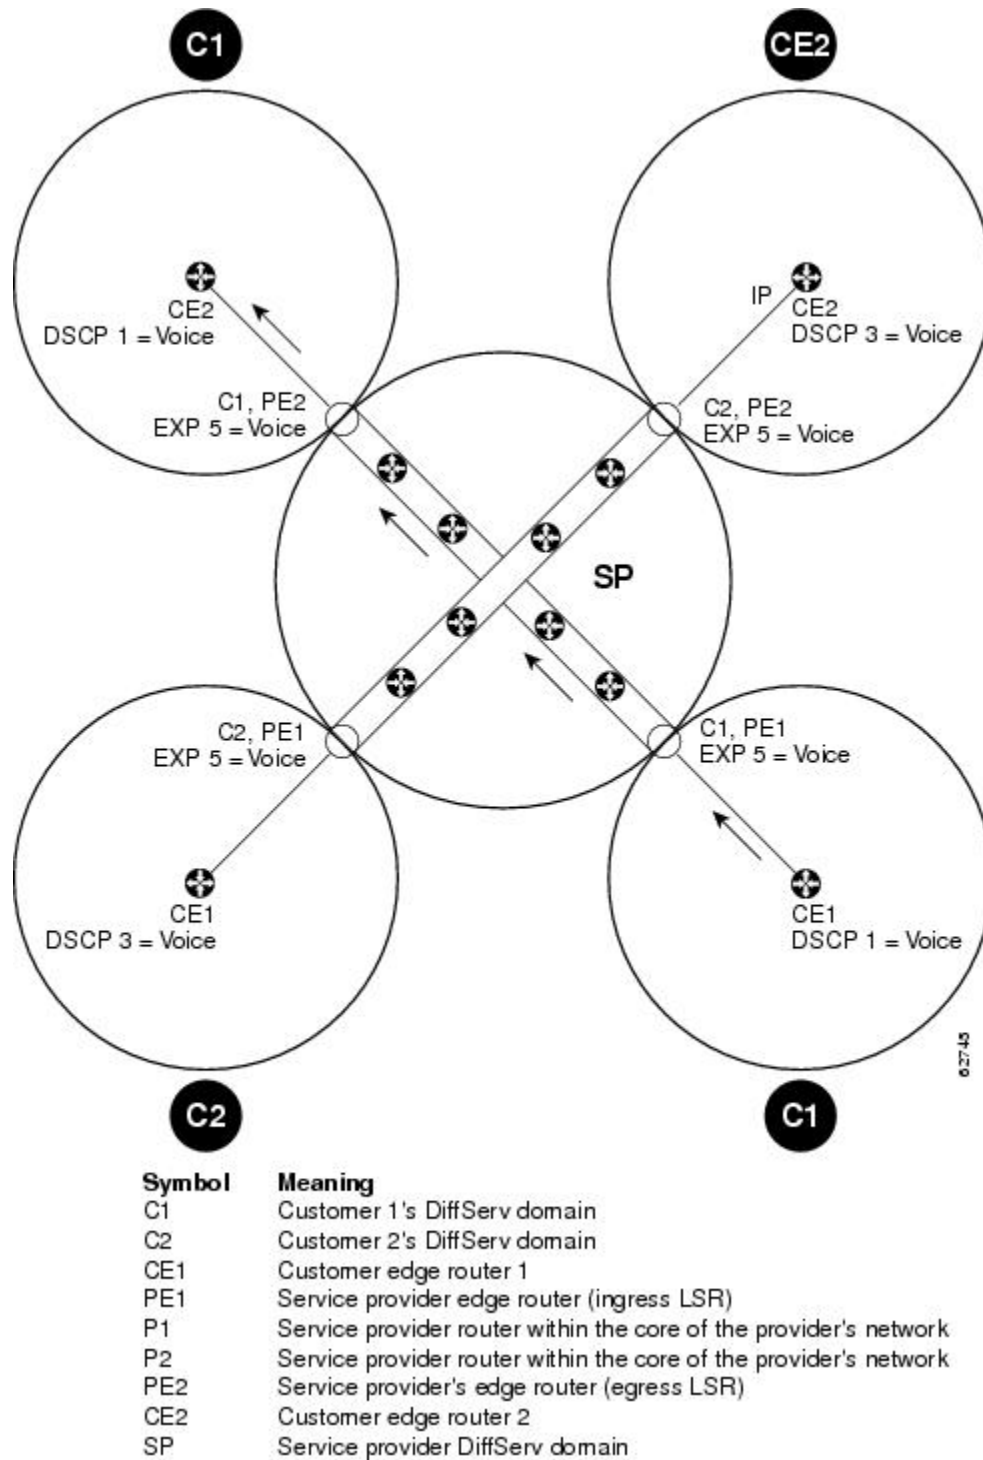 C1
CE2
CE2
DSCP 1 = Voice
IP
CE2
DSCP 3 = Voice
C1, PE2
EXP 5 = Voice
C2, PE2
EXP 5 = Voice
SP
C2, PE1
EXP 5 = Voice
C1, PE1
EXP 5 = Voice
CE1
DSCP 3 = Voice
CE1
DSCP 1 = Voice
62745
C2
C1
Symbol Meaning
C1 Customer 1's DiffServ domain
C2 Customer 2's DiffServ domain
CE1 Customer edge router 1
PE1 Service provider edge router (ingress LSR)
P1 Service provider router within the core of the provider's network
P2 Service provider router within the core of the provider's network
PE2 Service provider's edge router (egress LSR)
CE2 Customer edge router 2
SP Service provider DiffServ domain